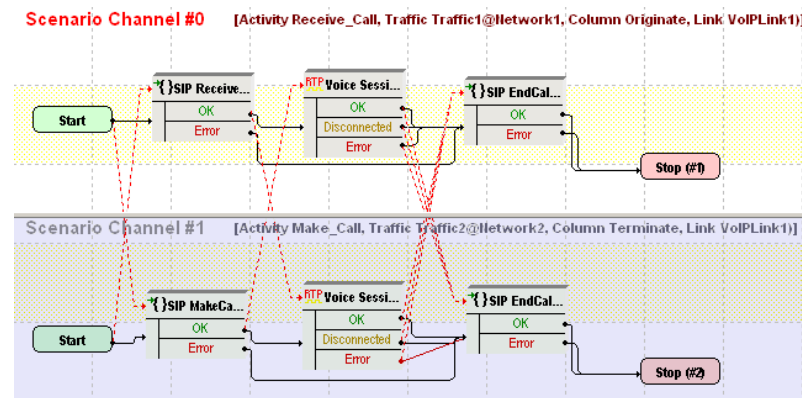 Scenario Channel #0 [Activity Receive_Call, Traffic Traffic1@Network1, Column Originate, Link VoIPLink1)]
Start
{}SIP Receive...
OK
Error
RTP Voice Sessi...
OK
Disconnected
Error
{}SIP EndCal...
OK
Error
Stop (#1)
Scenario Channel #1 [Activity Make_Call, Traffic Traffic2@Network2, Column Terminate, Link VoIPLink1)]
Start
{}SIP MakeCa...
OK
Error
RTP Voice Sessi...
OK
Disconnected
Error
{}SIP EndCal...
OK
Error
Stop (#2)